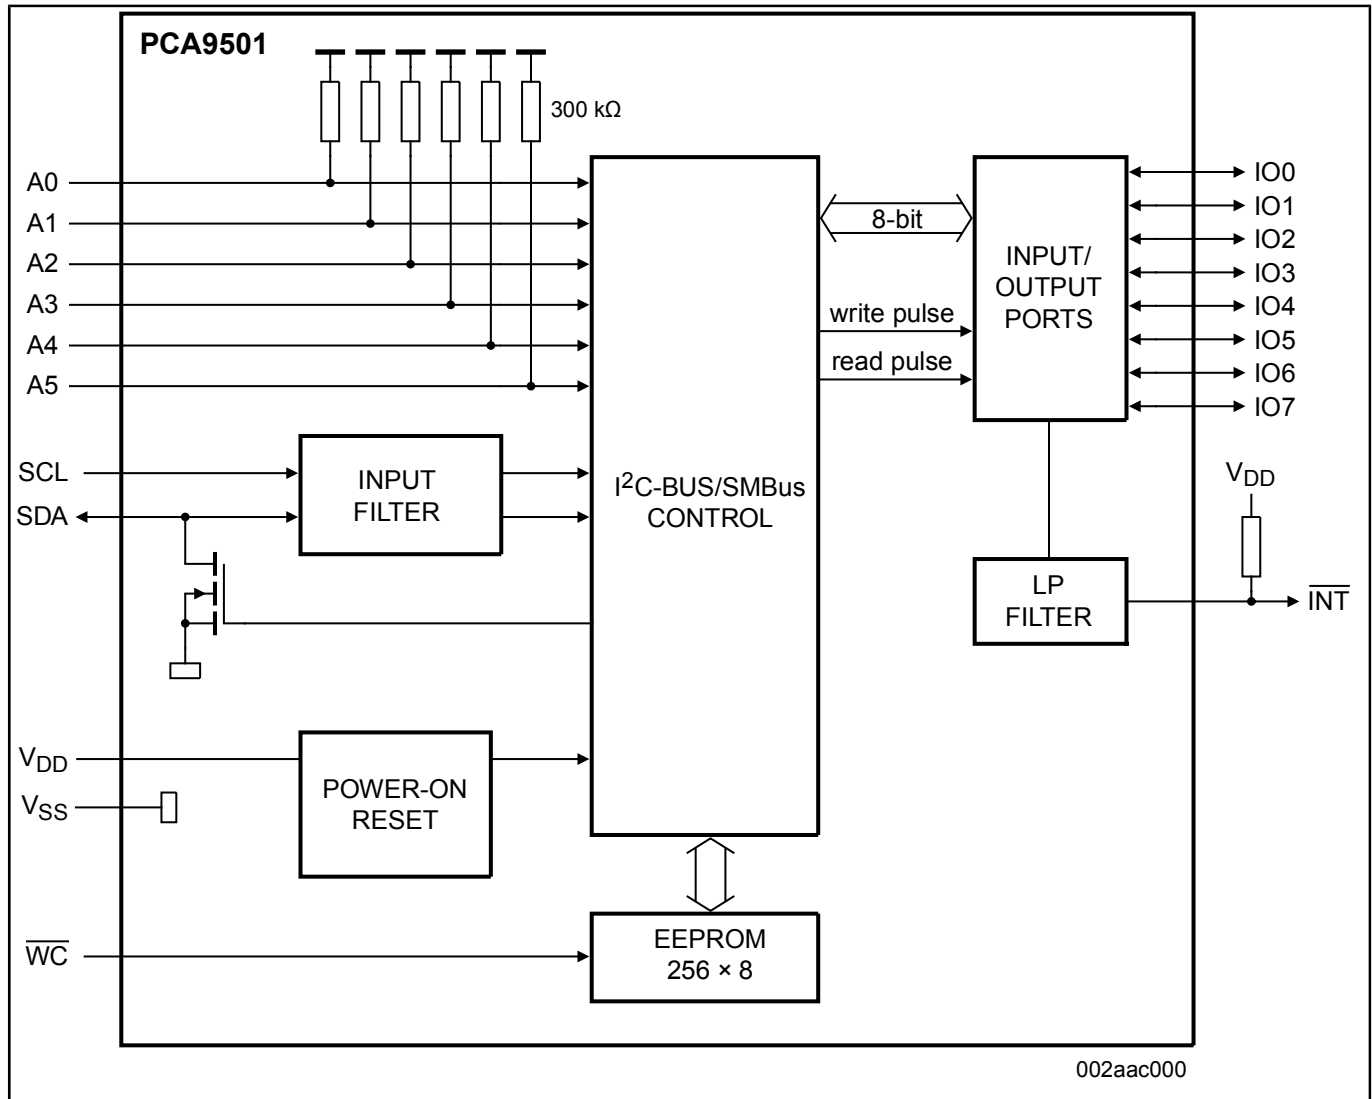 PCA9501
300 kΩ
A0
A1
A2
A3
A4
A5
SCL
SDA
VDD
VSS
WC
INPUT
FILTER
POWER-ON
RESET
I2C-BUS/SMBus
CONTROL
EEPROM
256 × 8
8-bit
write pulse
read pulse
INPUT/
OUTPUT
PORTS
LP
FILTER
IO0
IO1
IO2
IO3
IO4
IO5
IO6
IO7
VDD
INT
002aac000